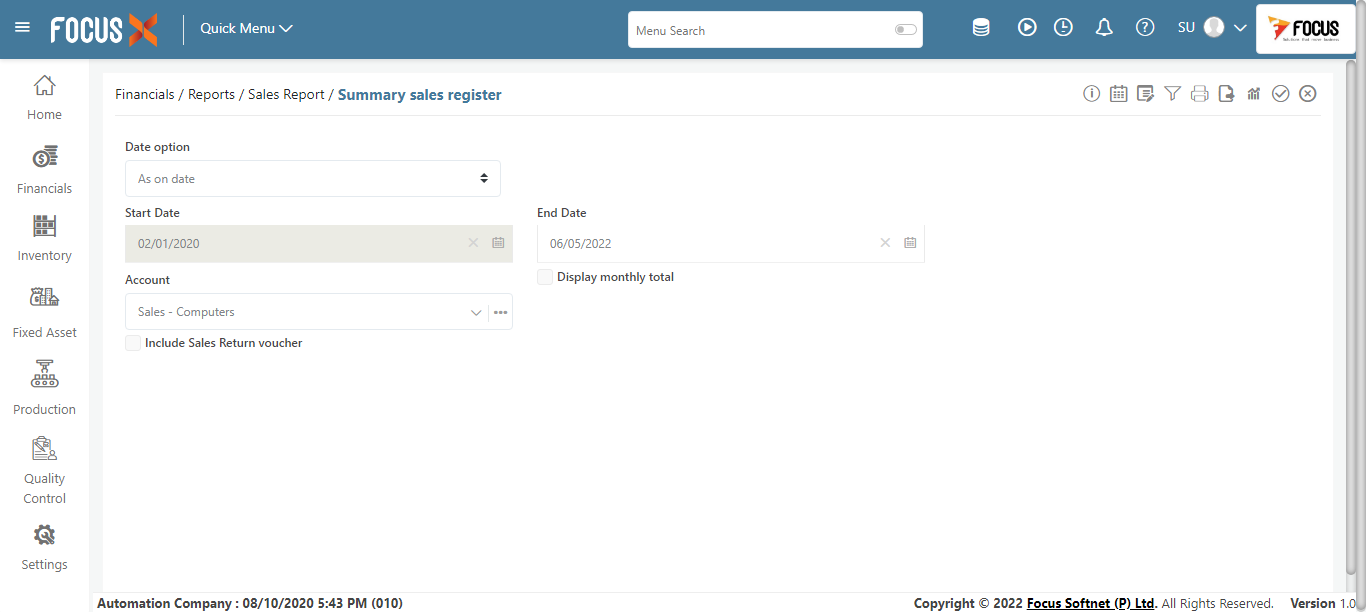 FOCUS X
Quick Menu
Menu Search
SU
FOCUS
Financials / Reports / Sales Report / Summary sales register
Home
Financials
Inventory
Fixed Asset
Production
Quality
Control
Settings
Date option
As on date
Start Date
End Date
02/01/2020
06/05/2022
Account
Display monthly total
Sales - Computers
Include Sales Return voucher
Automation Company : 08/10/2020 5:43 PM (010)
Copyright © 2022 Focus Softnet (P) Ltd. All Rights Reserved. Version 1.0